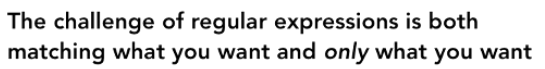 The challenge of regular expressions is both
matching what you want and only what you want